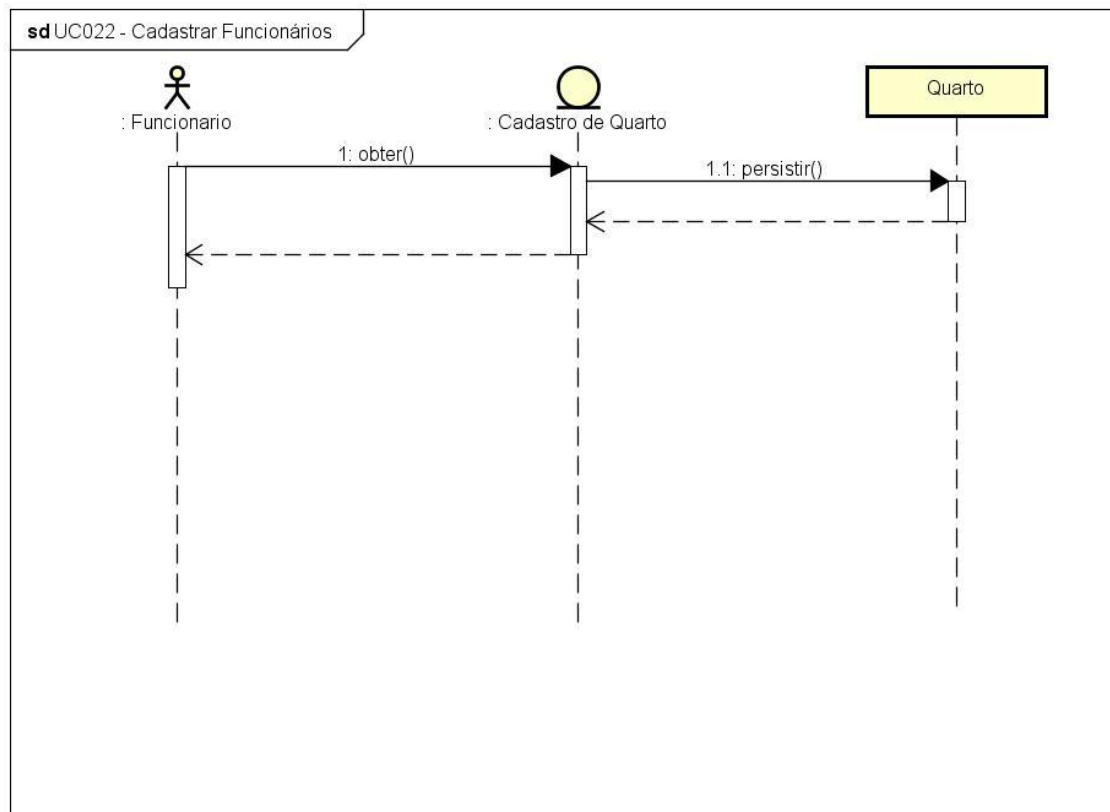 sd UC022 - Cadastrar Funcionários
: Funcionario
: Cadastro de Quarto
Quarto
1: obter()
1.1: persistir()